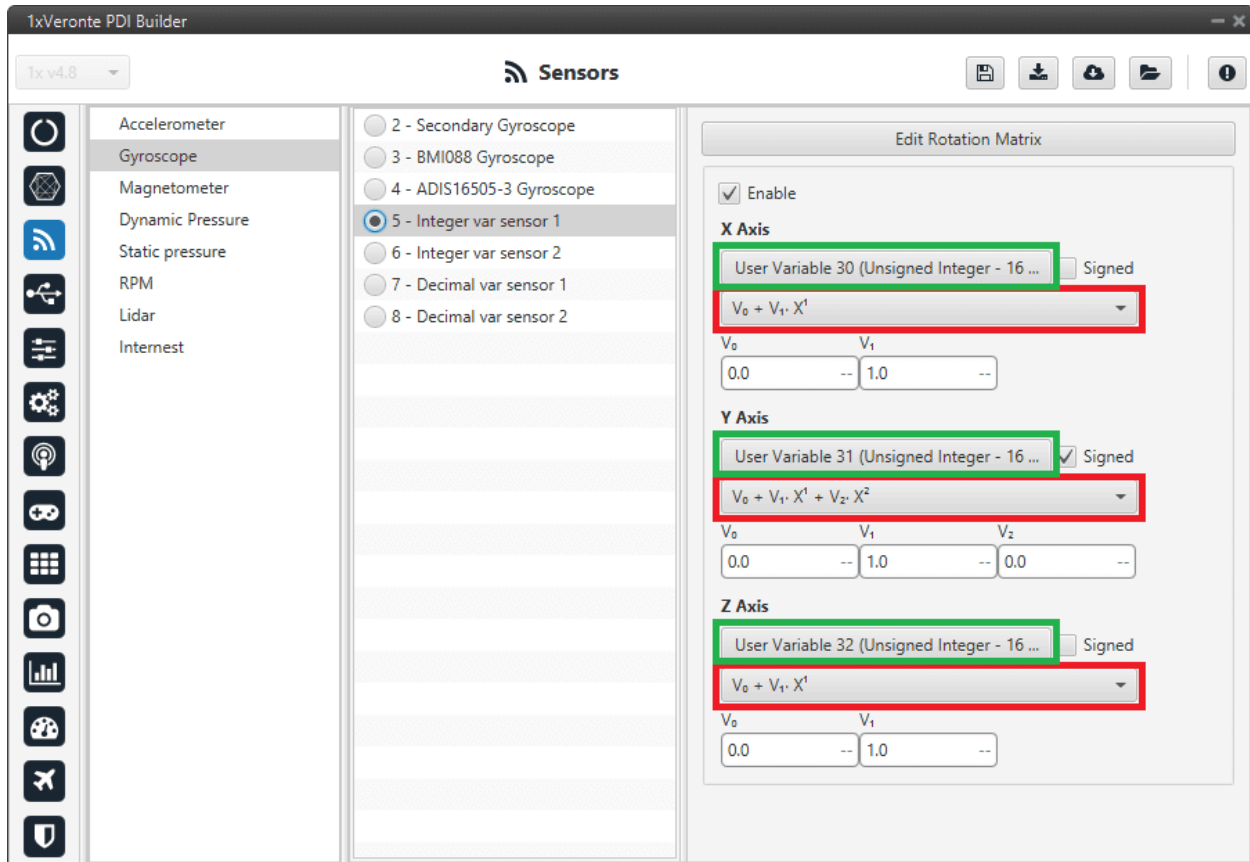 1xVeronte PDI Builder
1x v4.8
Sensors
Accelerometer
Gyroscope
Magnetometer
Dynamic Pressure
Static pressure
RPM
Lidar
Internest
2 - Secondary Gyroscope
3 - BMI088 Gyroscope
4 - ADIS16505-3 Gyroscope
5 - Integer var sensor 1
6 - Integer var sensor 2
7 - Decimal var sensor 1
8 - Decimal var sensor 2
Edit Rotation Matrix
Enable
X Axis
User Variable 30 (Unsigned Integer - 16 ... Signed
V₀ + V₁· X¹
V₀ V₁
0.0 -- 1.0 --
Y Axis
User Variable 31 (Unsigned Integer - 16 ... Signed
V₀ + V₁· X¹ + V₂· X²
V₀ V₁ V₂
0.0 -- 1.0 -- 0.0 --
Z Axis
User Variable 32 (Unsigned Integer - 16 ... Signed
V₀ + V₁· X¹
V₀ V₁
0.0 -- 1.0 --